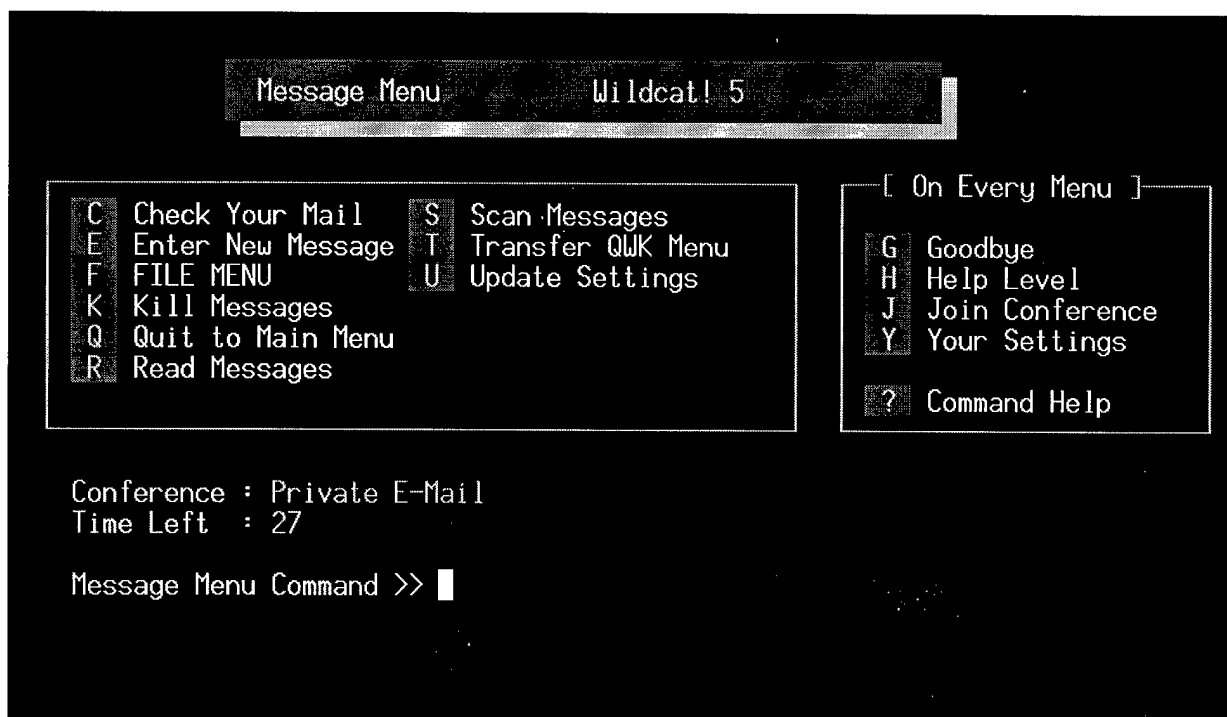 Message Menu Wildcat! 5
C Check Your Mail
E Enter New Message
F FILE MENU
K Kill Messages
Q Quit to Main Menu
R Read Messages
S Scan Messages
T Transfer QWK Menu
U Update Settings
[ On Every Menu ]
G Goodbye
H Help Level
J Join Conference
Y Your Settings
? Command Help
Conference : Private E-Mail
Time Left : 27
Message Menu Command >>